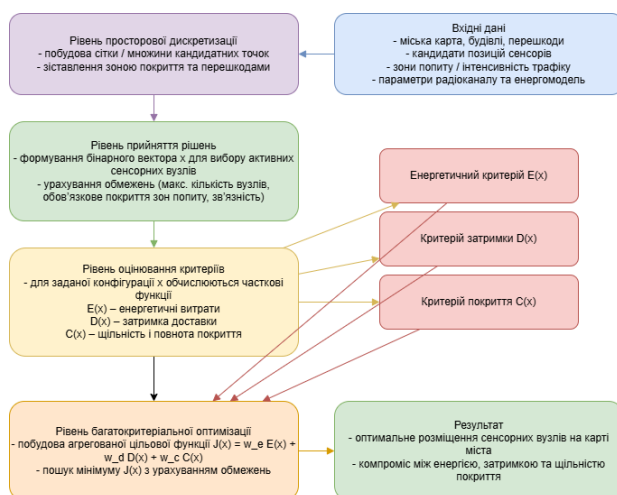 Рівень просторової дискретизації
- побудова сітки / множини кандидатних точок
- зіставлення зоною покриття та перешкодами
Вхідні дані
- міська карта, будівлі, перешкоди
- кандидати позицій сенсорів
- зони попиту / інтенсивність трафіку
- параметри радіоканалу та енергомодель
Рівень прийняття рішень
- формування бінарного вектора x для вибору активних
сенсорних вузлів
- урахування обмежень (макс. кількість вузлів,
обов'язкове покриття зон попиту, зв'язність)
Енергетичний критерій E(x)
Критерій затримки D(x)
Критерій покриття C(x)
Рівень оцінювання критеріїв
- для заданої конфігурації x обчислюються часткові
функції
E(x) – енергетичні витрати
D(x) – затримка доставки
C(x) – щільність і повнота покриття
Рівень багатокритеріальної оптимізації
- побудова агрегованої цільової функції J(x) = w_e E(x) +
w_d D(x) + w_c C(x)
- пошук мінімуму J(x) з урахуванням обмежень
Результат
- оптимальне розміщення сенсорних вузлів на карті
міста
- компроміс між енергією, затримкою та щільністю
покриття